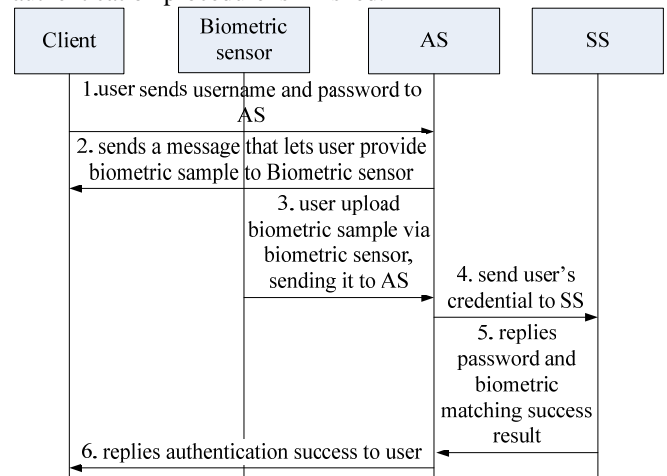 Client
Biometric
sensor
AS
SS
1.user sends username and password to
AS
2. sends a message that lets user provide
biometric sample to Biometric sensor
3. user upload
biometric sample via
biometric sensor,
sending it to AS
4. send user's
credential to SS
5. replies
password and
biometric
matching success
result
6. replies authentication success to user